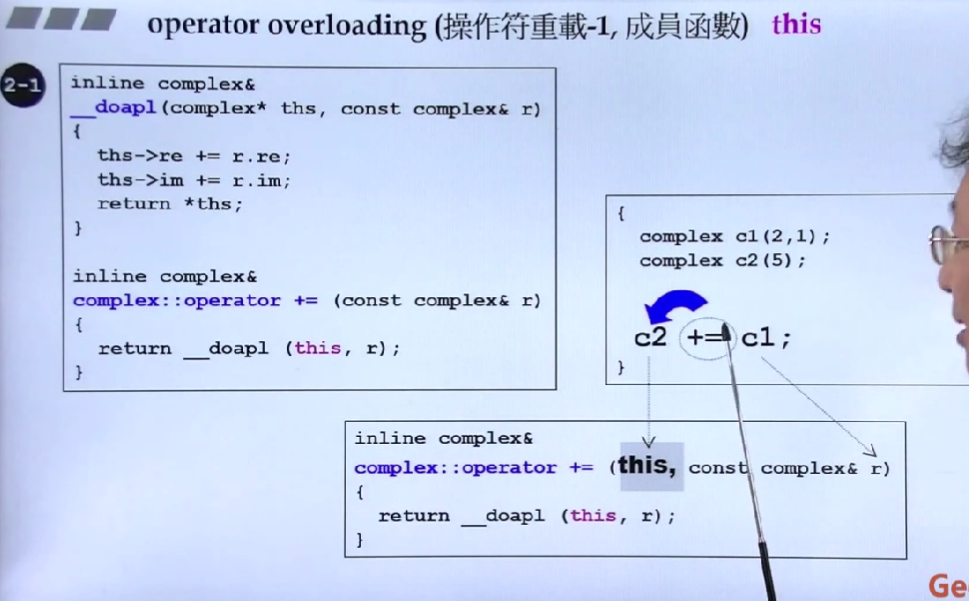 operator overloading (操作符重載-1, 成員函數) this
2-1
inline complex&
__doapl(complex* ths, const complex& r)
{
ths->re += r.re;
ths->im += r.im;
return *ths;
}
inline complex&
complex::operator += (const complex& r)
{
return __doapl (this, r);
}
{
complex c1(2,1);
complex c2(5);
c2 += c1;
}
inline complex&
complex::operator += (this, const complex& r)
{
return __doapl (this, r);
}
Ge